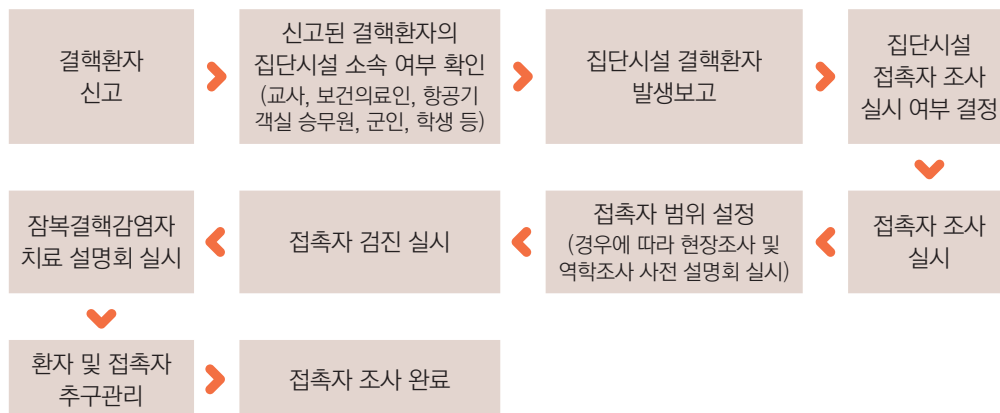 결핵환자
신고
신고된 결핵환자의
집단시설 소속 여부 확인
(교사, 보건의료인, 항공기
객실 승무원, 군인, 학생 등)
집단시설 결핵환자
발생보고
집단시설
접촉자 조사
실시 여부 결정
접촉자 조사
실시
접촉자 범위 설정
(경우에 따라 현장조사 및
역학조사 사전 설명회 실시)
접촉자 검진 실시
잠복결핵감염자
치료 설명회 실시
환자 및 접촉자
추구관리
접촉자 조사 완료